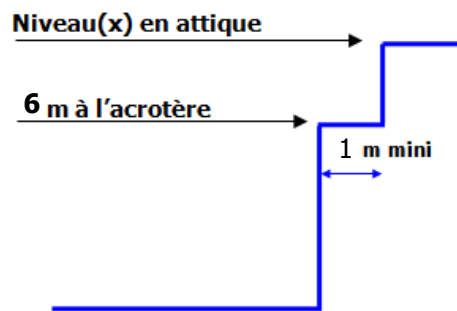 Niveau(x) en attique
6 m à l'acrotère
1 m mini